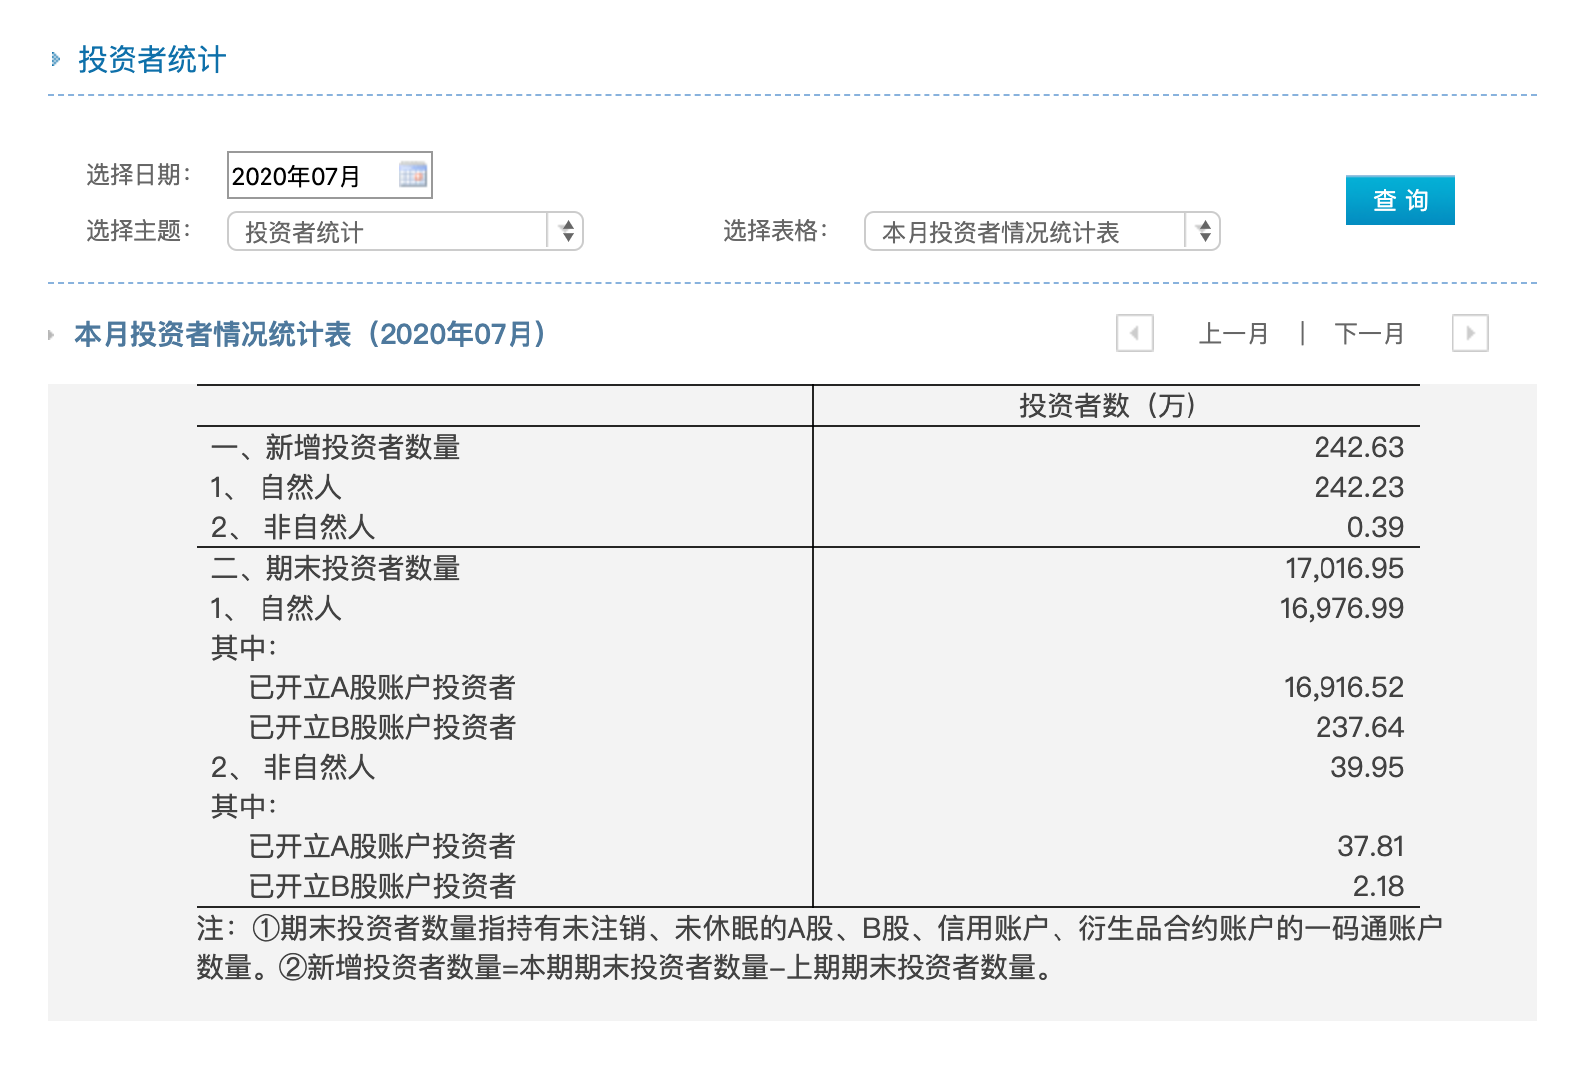 投资者统计
选择日期： 2020年07月
查 询
选择主题： 投资者统计 选择表格： 本月投资者情况统计表
本月投资者情况统计表（2020年07月） 上一月 | 下一月
投资者数（万）
一、新增投资者数量 242.63
1、 自然人 242.23
2、 非自然人 0.39
二、期末投资者数量 17,016.95
1、 自然人 16,976.99
其中：
已开立A股账户投资者 16,916.52
已开立B股账户投资者 237.64
2、 非自然人 39.95
其中：
已开立A股账户投资者 37.81
已开立B股账户投资者 2.18
注：①期末投资者数量指持有未注销、未休眠的A股、B股、信用账户、衍生品合约账户的一码通账户
数量。②新增投资者数量=本期期末投资者数量-上期期末投资者数量。